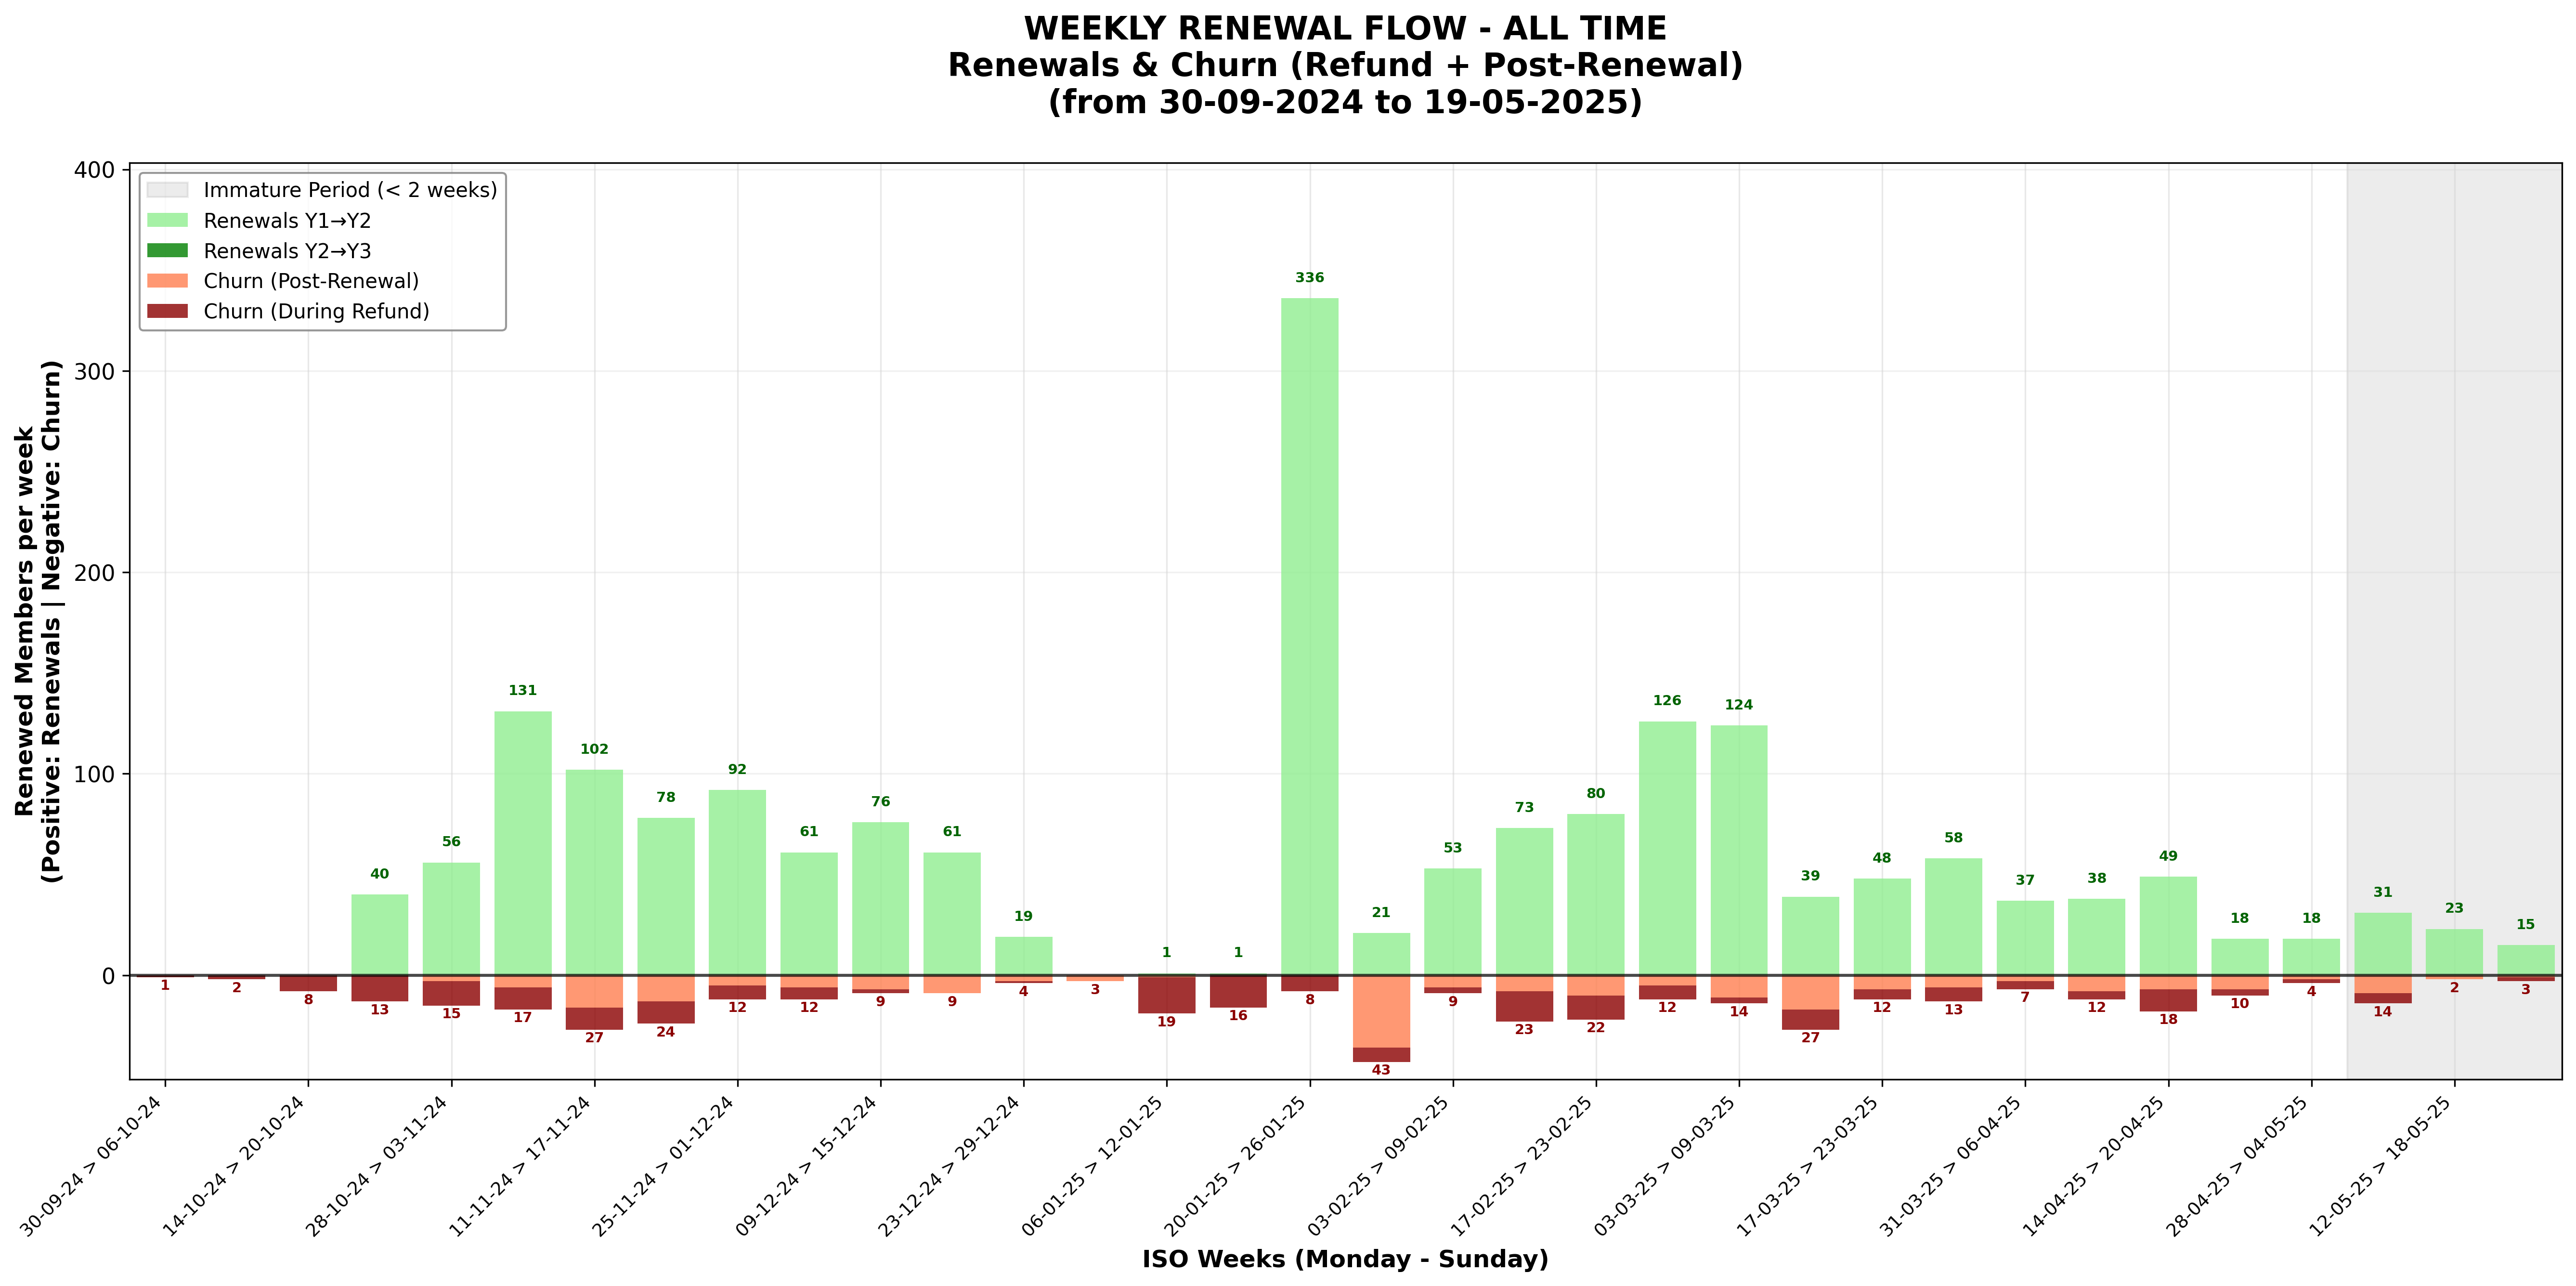 WEEKLY RENEWAL FLOW - ALL TIME
Renewals & Churn (Refund + Post-Renewal)
(from 30-09-2024 to 19-05-2025)
Renewed Members per week
(Positive: Renewals | Negative: Churn)
400
300
200
100
0
Immature Period (< 2 weeks)
Renewals Y1→Y2
Renewals Y2→Y3
Churn (Post-Renewal)
Churn (During Refund)
40
56
131
102
78
92
61
76
61
19
1
1
336
21
53
73
80
126
124
39
48
58
37
38
49
18
18
31
23
15
1
2
8
13
15
17
27
24
12
12
9
9
4
3
19
16
8
43
9
23
22
12
14
27
12
13
7
12
18
10
4
14
2
3
30-09-24 > 06-10-24
14-10-24 > 20-10-24
28-10-24 > 03-11-24
11-11-24 > 17-11-24
25-11-24 > 01-12-24
09-12-24 > 15-12-24
23-12-24 > 29-12-24
06-01-25 > 12-01-25
20-01-25 > 26-01-25
03-02-25 > 09-02-25
17-02-25 > 23-02-25
03-03-25 > 09-03-25
17-03-25 > 23-03-25
31-03-25 > 06-04-25
14-04-25 > 20-04-25
28-04-25 > 04-05-25
12-05-25 > 18-05-25
ISO Weeks (Monday - Sunday)